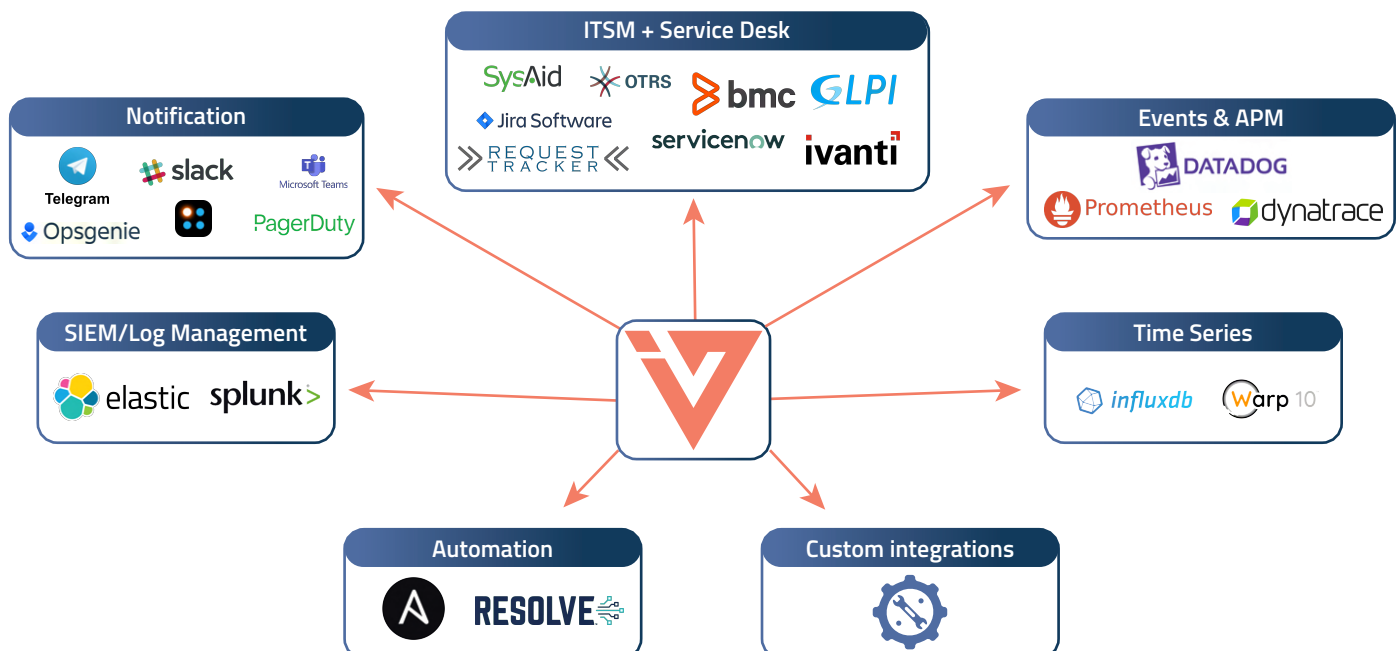 ITSM + Service Desk
SysAid
OTRS
bmc
GLPI
Jira Software
servicenow
ivanti
REQUEST
TRACKER
Notification
Telegram
slack
Microsoft Teams
Opsgenie
PagerDuty
Events & APM
DATADOG
Prometheus
dynatrace
SIEM/Log Management
elastic
splunk>
Time Series
influxdb
Warp 10
Automation
RESOLVE
Custom integrations